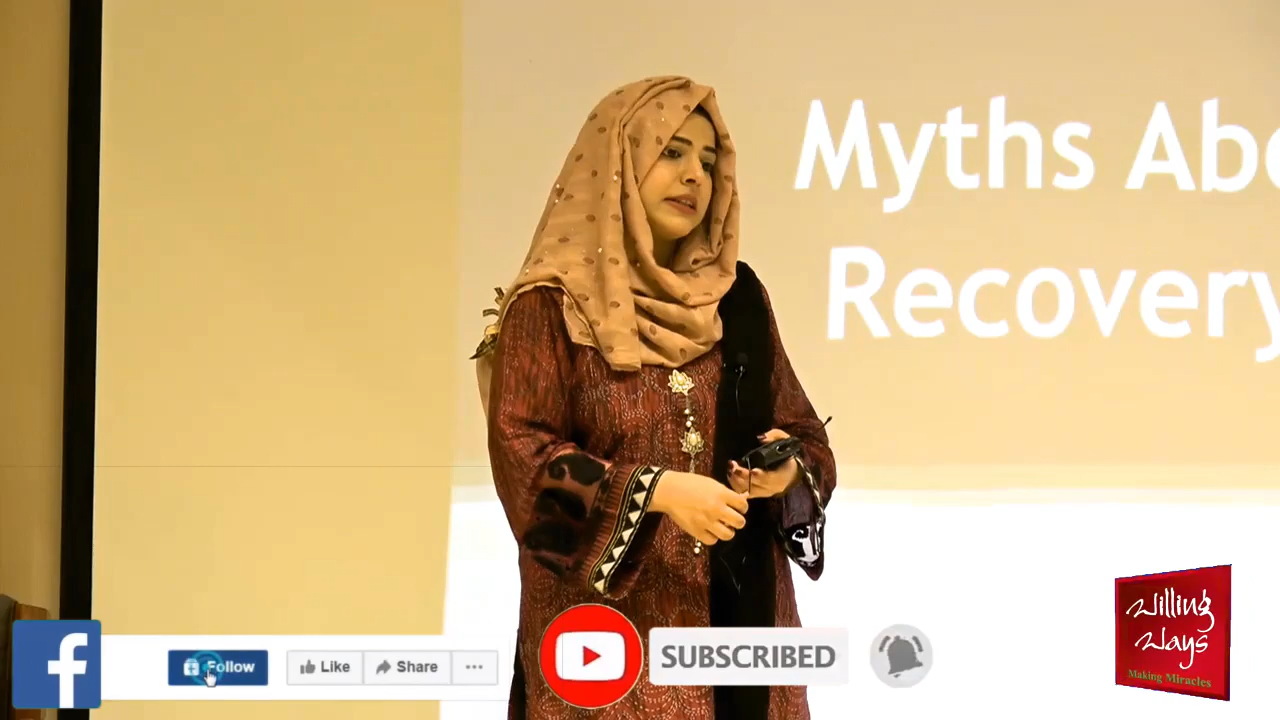 Myths Abo
Recovery
Follow
Like
Share
SUBSCRIBED
Willing
Ways
Making Miracles